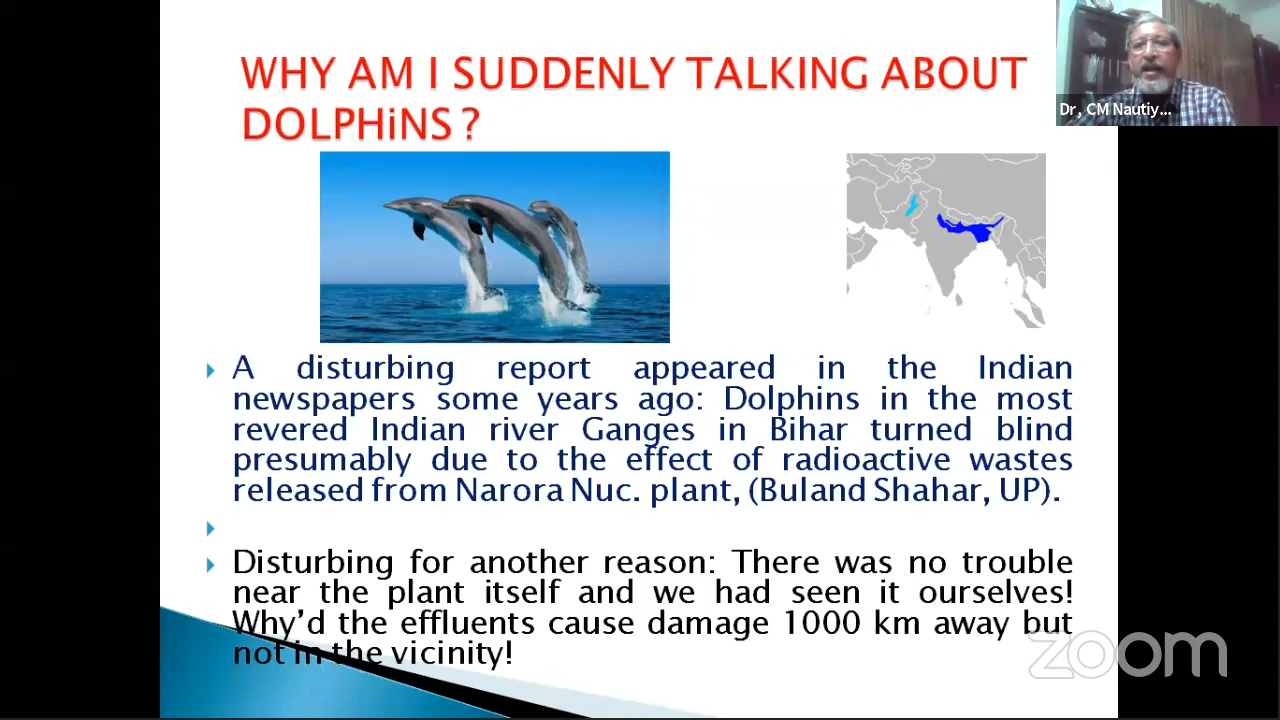 WHY AM I SUDDENLY TALKING ABOUT
DOLPHiNS ?
Dr, CM Nautiy...
A disturbing report appeared in the Indian
newspapers some years ago: Dolphins in the most
revered Indian river Ganges in Bihar turned blind
presumably due to the effect of radioactive wastes
released from Narora Nuc. plant, (Buland Shahar, UP).
Disturbing for another reason: There was no trouble
near the plant itself and we had seen it ourselves!
Why’d the effluents cause damage 1000 km away but
not in the vicinity!
zoom